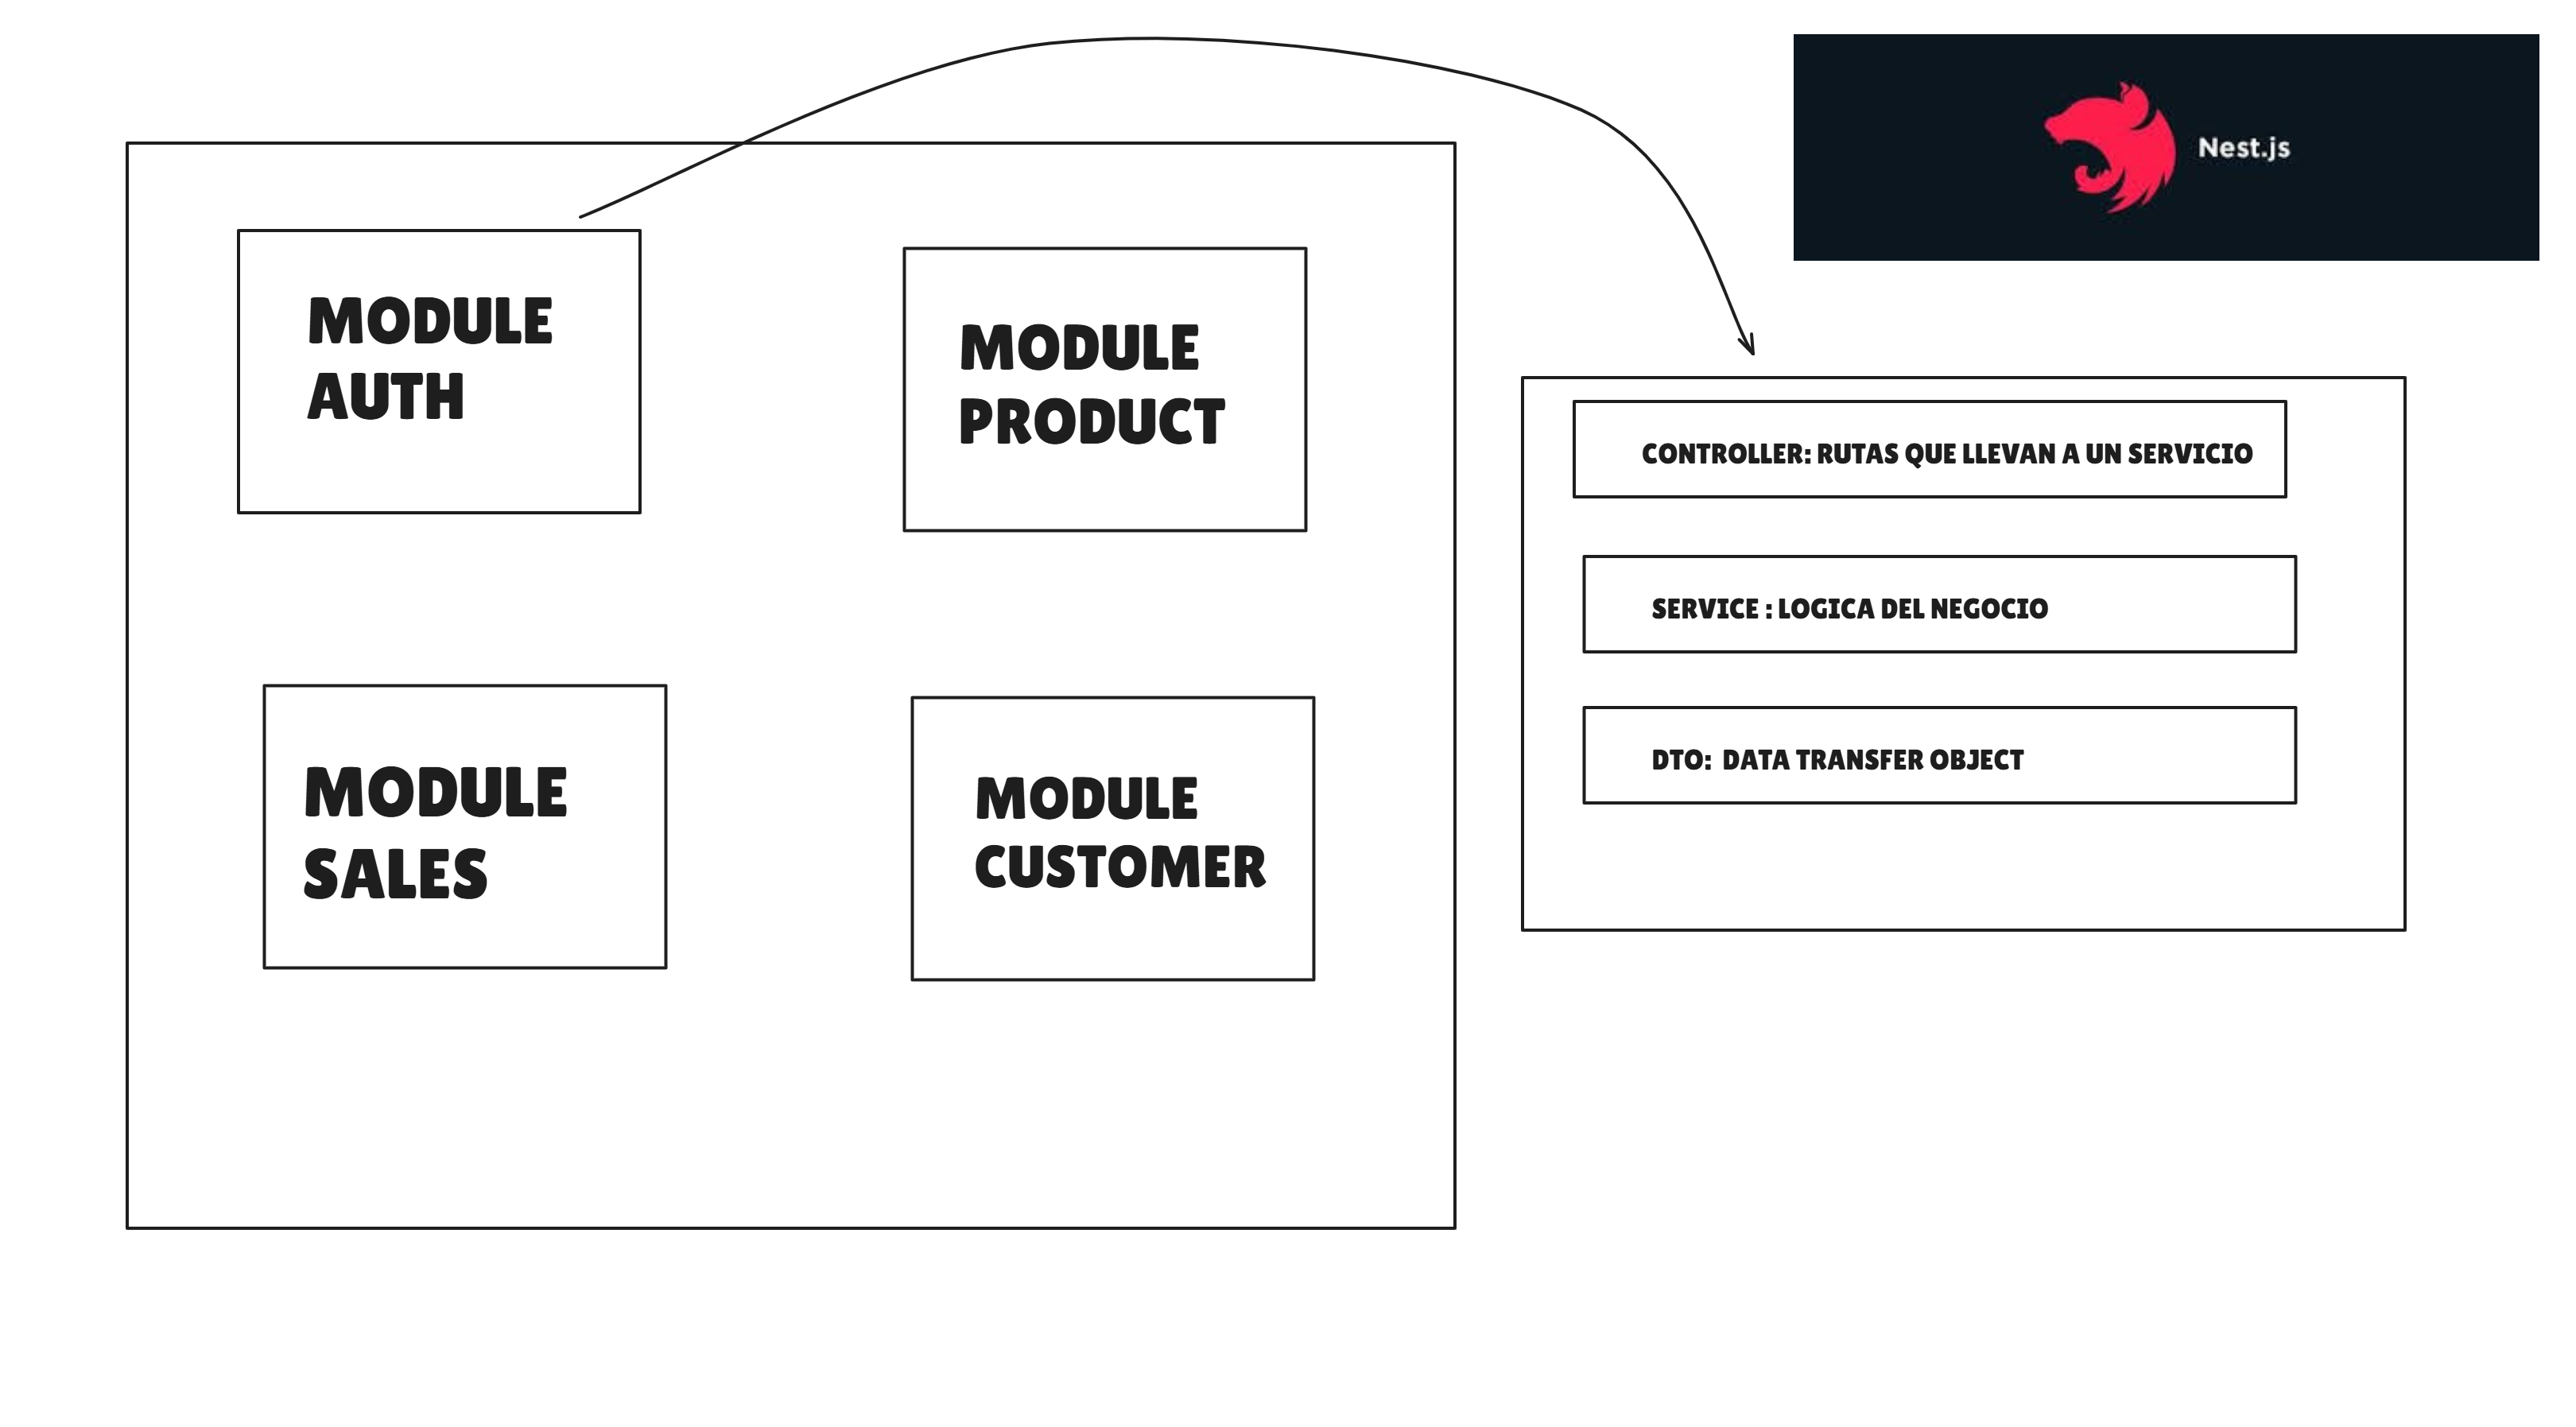 Nest.js
MODULE
AUTH
MODULE
PRODUCT
MODULE
SALES
MODULE
CUSTOMER
CONTROLLER: RUTAS QUE LLEVAN A UN SERVICIO
SERVICE : LOGICA DEL NEGOCIO
DTO:  DATA TRANSFER OBJECT